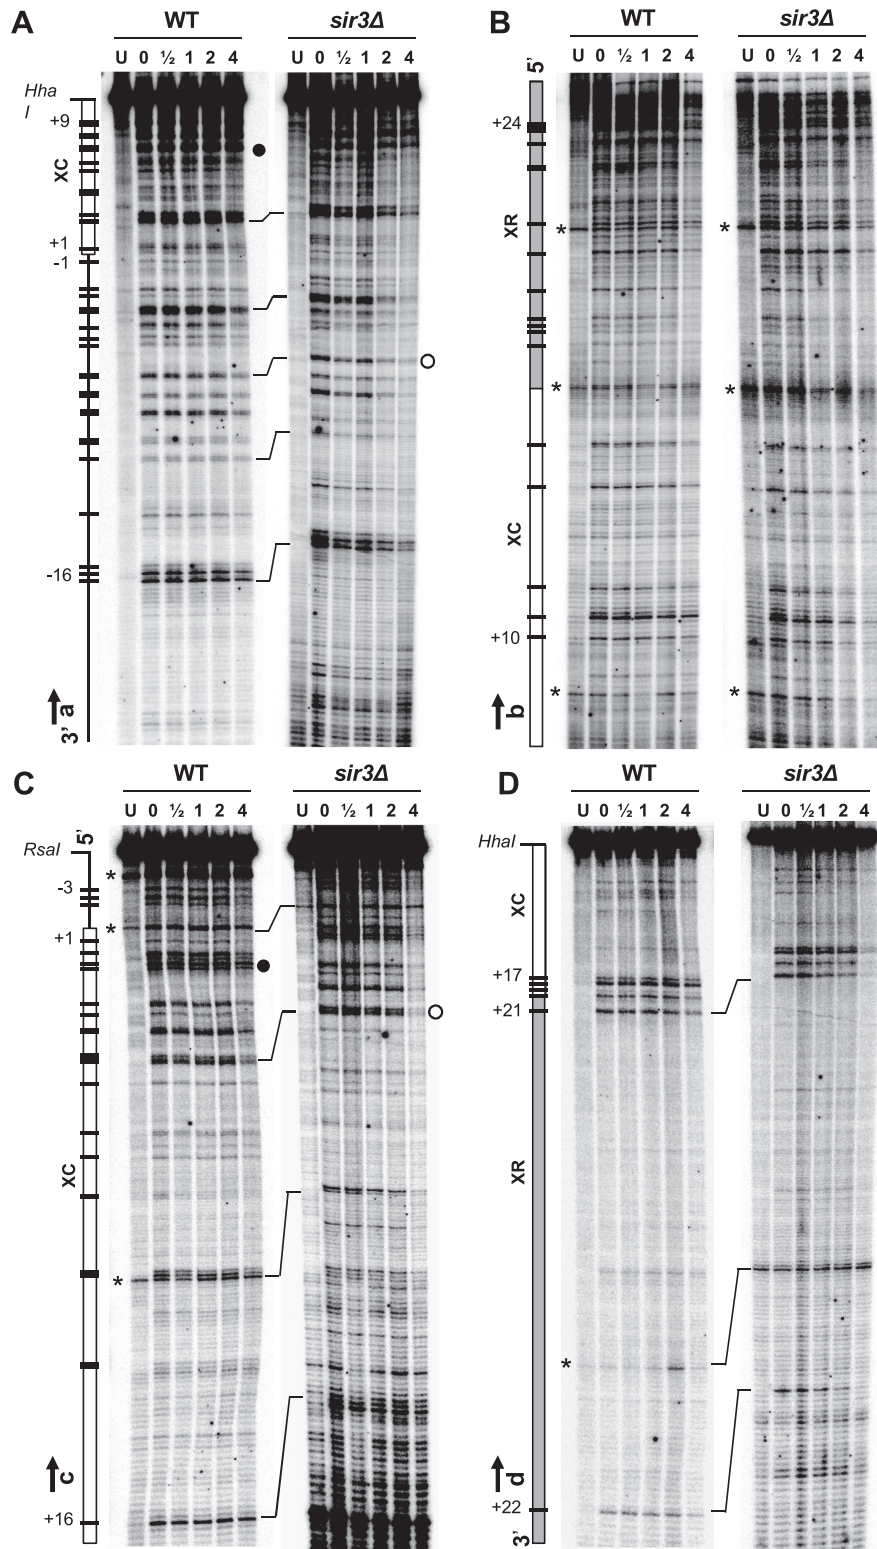 A
WT
sir3Δ
U 0 ½ 1 2 4
U 0 ½ 1 2 4
Hha
I
+9
XC
+1
-1
-16
a
3'
B
WT
sir3Δ
U 0 ½ 1 2 4
U 0 ½ 1 2 4
5'
+24
XR
*
*
*
*
XC
+10
*
*
b
C
WT
sir3Δ
U 0 ½ 1 2 4
U 0 ½ 1 2 4
5'
RsaI
*
-3
*
+1
XC
*
c
+16
D
WT
sir3Δ
U 0 ½ 1 2 4
U 0 ½ 1 2 4
HhaI
XC
+17
+21
XR
*
d
+22
3'